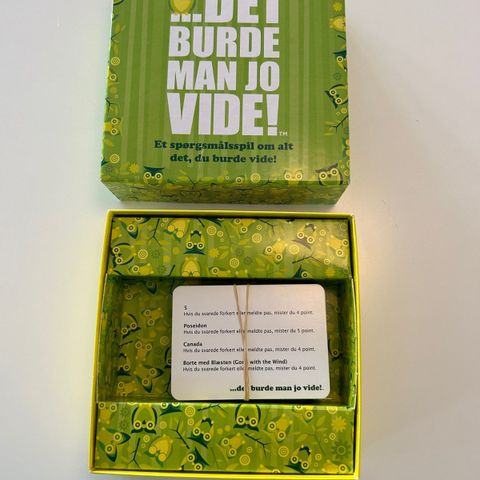 ...DET
BURDE
MAN JO
VIDE!™
Et spørgsmålsspil om alt
det, du burde vide!
5
Hvis du svarede forkert eller meldte pas, mister du 4 point.
Poseidon
Hvis du svarede forkert eller meldte pas, mister du 5 point.
Canada
Hvis du svarede forkert eller meldte pas, mister du 4 point.
Borte med Blæsten (Gone with the Wind)
Hvis du svarede forkert eller meldte pas, mister du 4 point.
...det burde man jo vide!